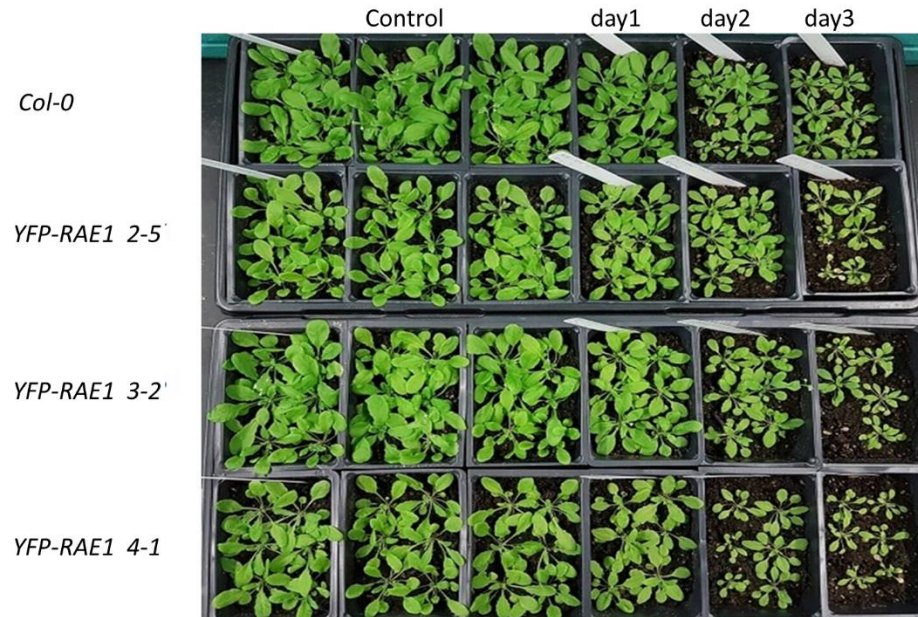 Control day1 day2 day3
Col-0
YFP-RAE1 2-5
YFP-RAE1 3-2
YFP-RAE1 4-1